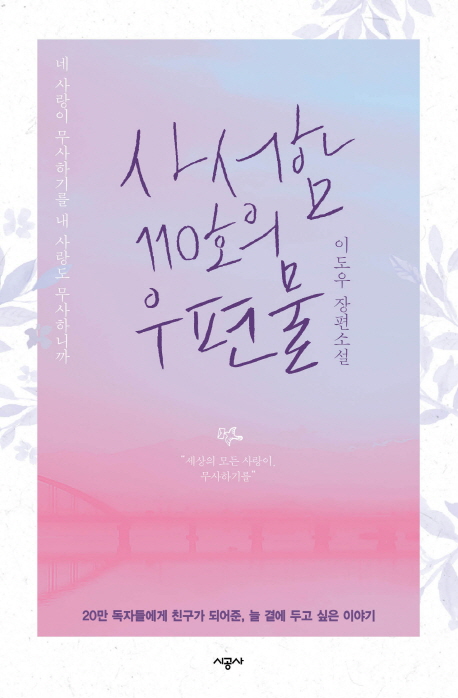 네 사랑이 무사하기를 내 사랑도 무사하니까
사서함
110호의
우편물
이도우 장편소설
"세상의 모든 사랑이,
무사하기를"
20만 독자들에게 친구가 되어준, 늘 곁에 두고 싶은 이야기
시공사